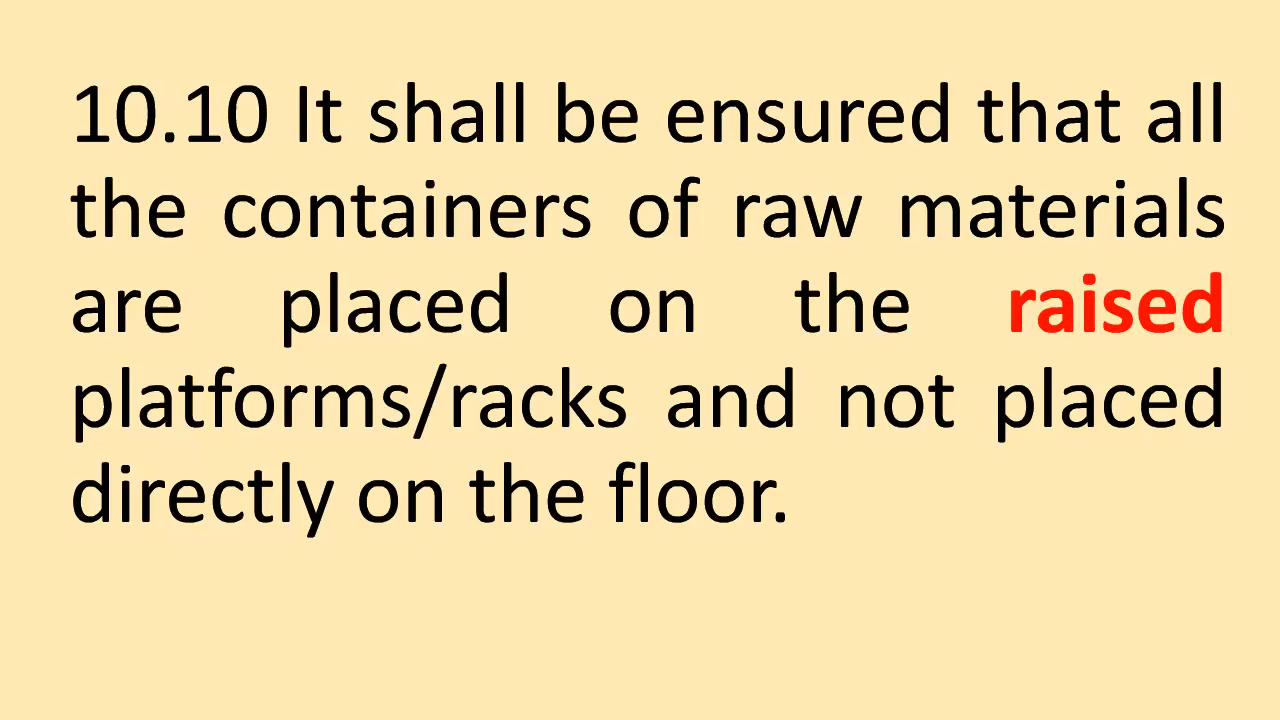 10.10 It shall be ensured that all
the containers of raw materials
are placed on the raised
platforms/racks and not placed
directly on the floor.